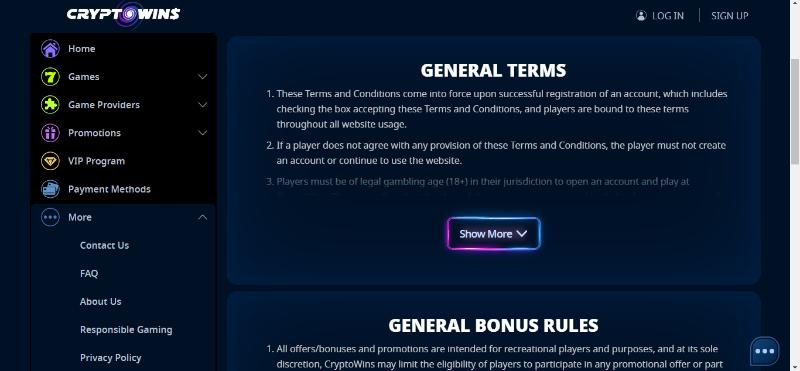 CRYPTOWIN$
LOG IN
SIGN UP
Home
Games
Game Providers
Promotions
VIP Program
Payment Methods
More
Contact Us
FAQ
About Us
Responsible Gaming
Privacy Policy
GENERAL TERMS
1. These Terms and Conditions come into force upon successful registration of an account, which includes
checking the box accepting these Terms and Conditions, and players are bound to these terms
throughout all website usage.
2. If a player does not agree with any provision of these Terms and Conditions, the player must not create
an account or continue to use the website.
3. Players must be of legal gambling age (18+) in their jurisdiction to open an account and play at
Show More
GENERAL BONUS RULES
1. All offers/bonuses and promotions are intended for recreational players and purposes, and at its sole
discretion, CryptoWins may limit the eligibility of players to participate in any promotional offer or part